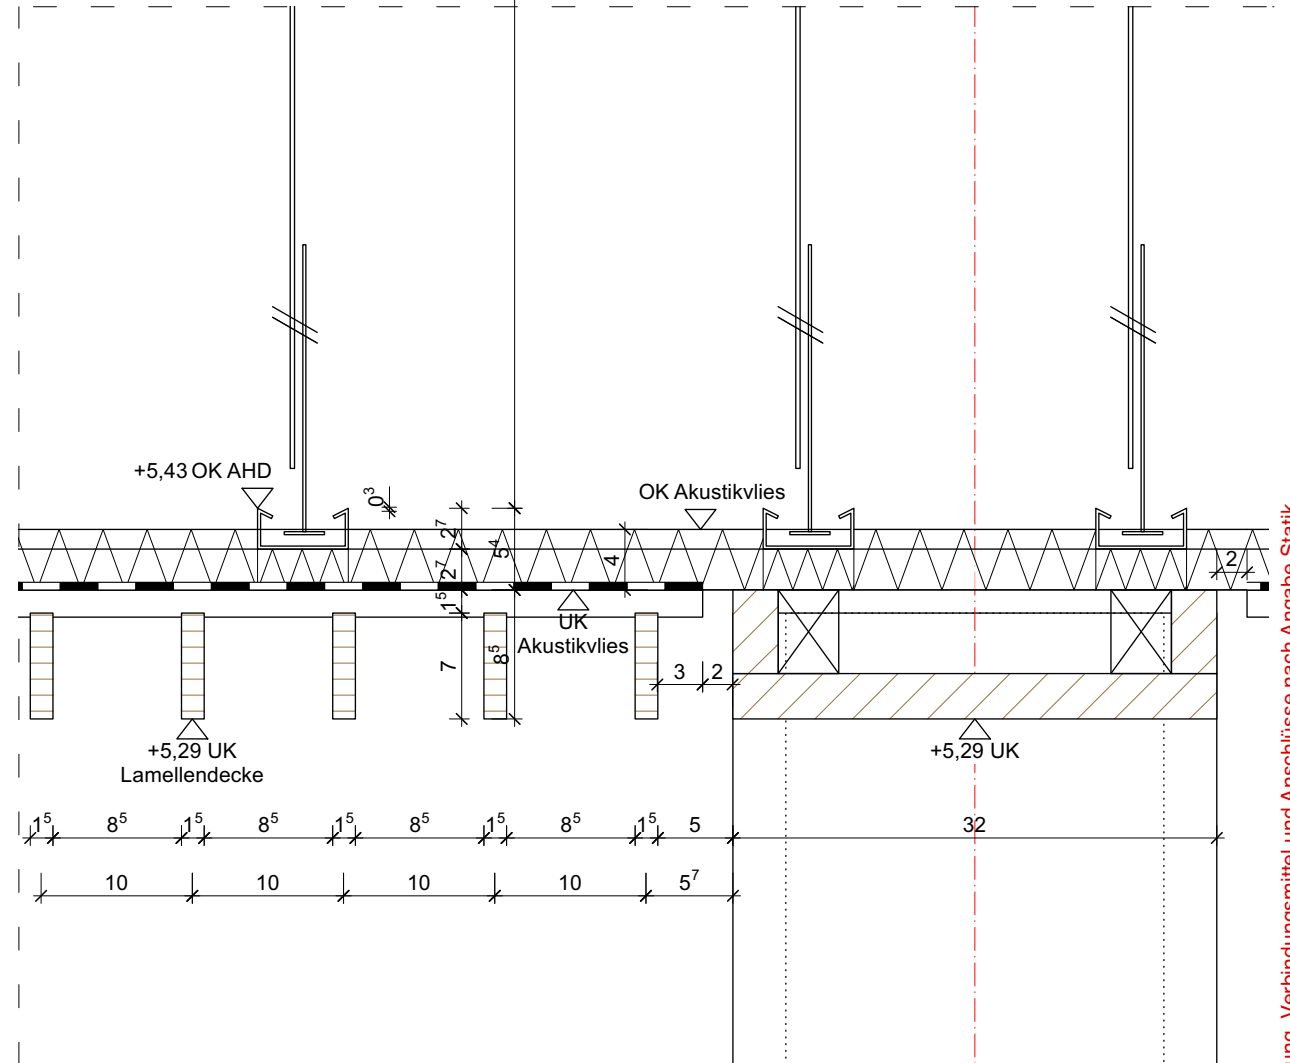 +5,43 OK AHD
0³
OK Akustikvlies
2⁷
5⁴
4
2
2⁷
1⁵
UK
Akustikvlies
7
8⁵
3 2
+5,29 UK
Lamellendecke
+5,29 UK
1⁵ 8⁵ 1⁵ 8⁵ 1⁵ 8⁵ 1⁵ 8⁵ 1⁵ 5 32
10 10 10 10 5⁷
Verbindungsmittel und Anschlüsse nach Angabe Statik